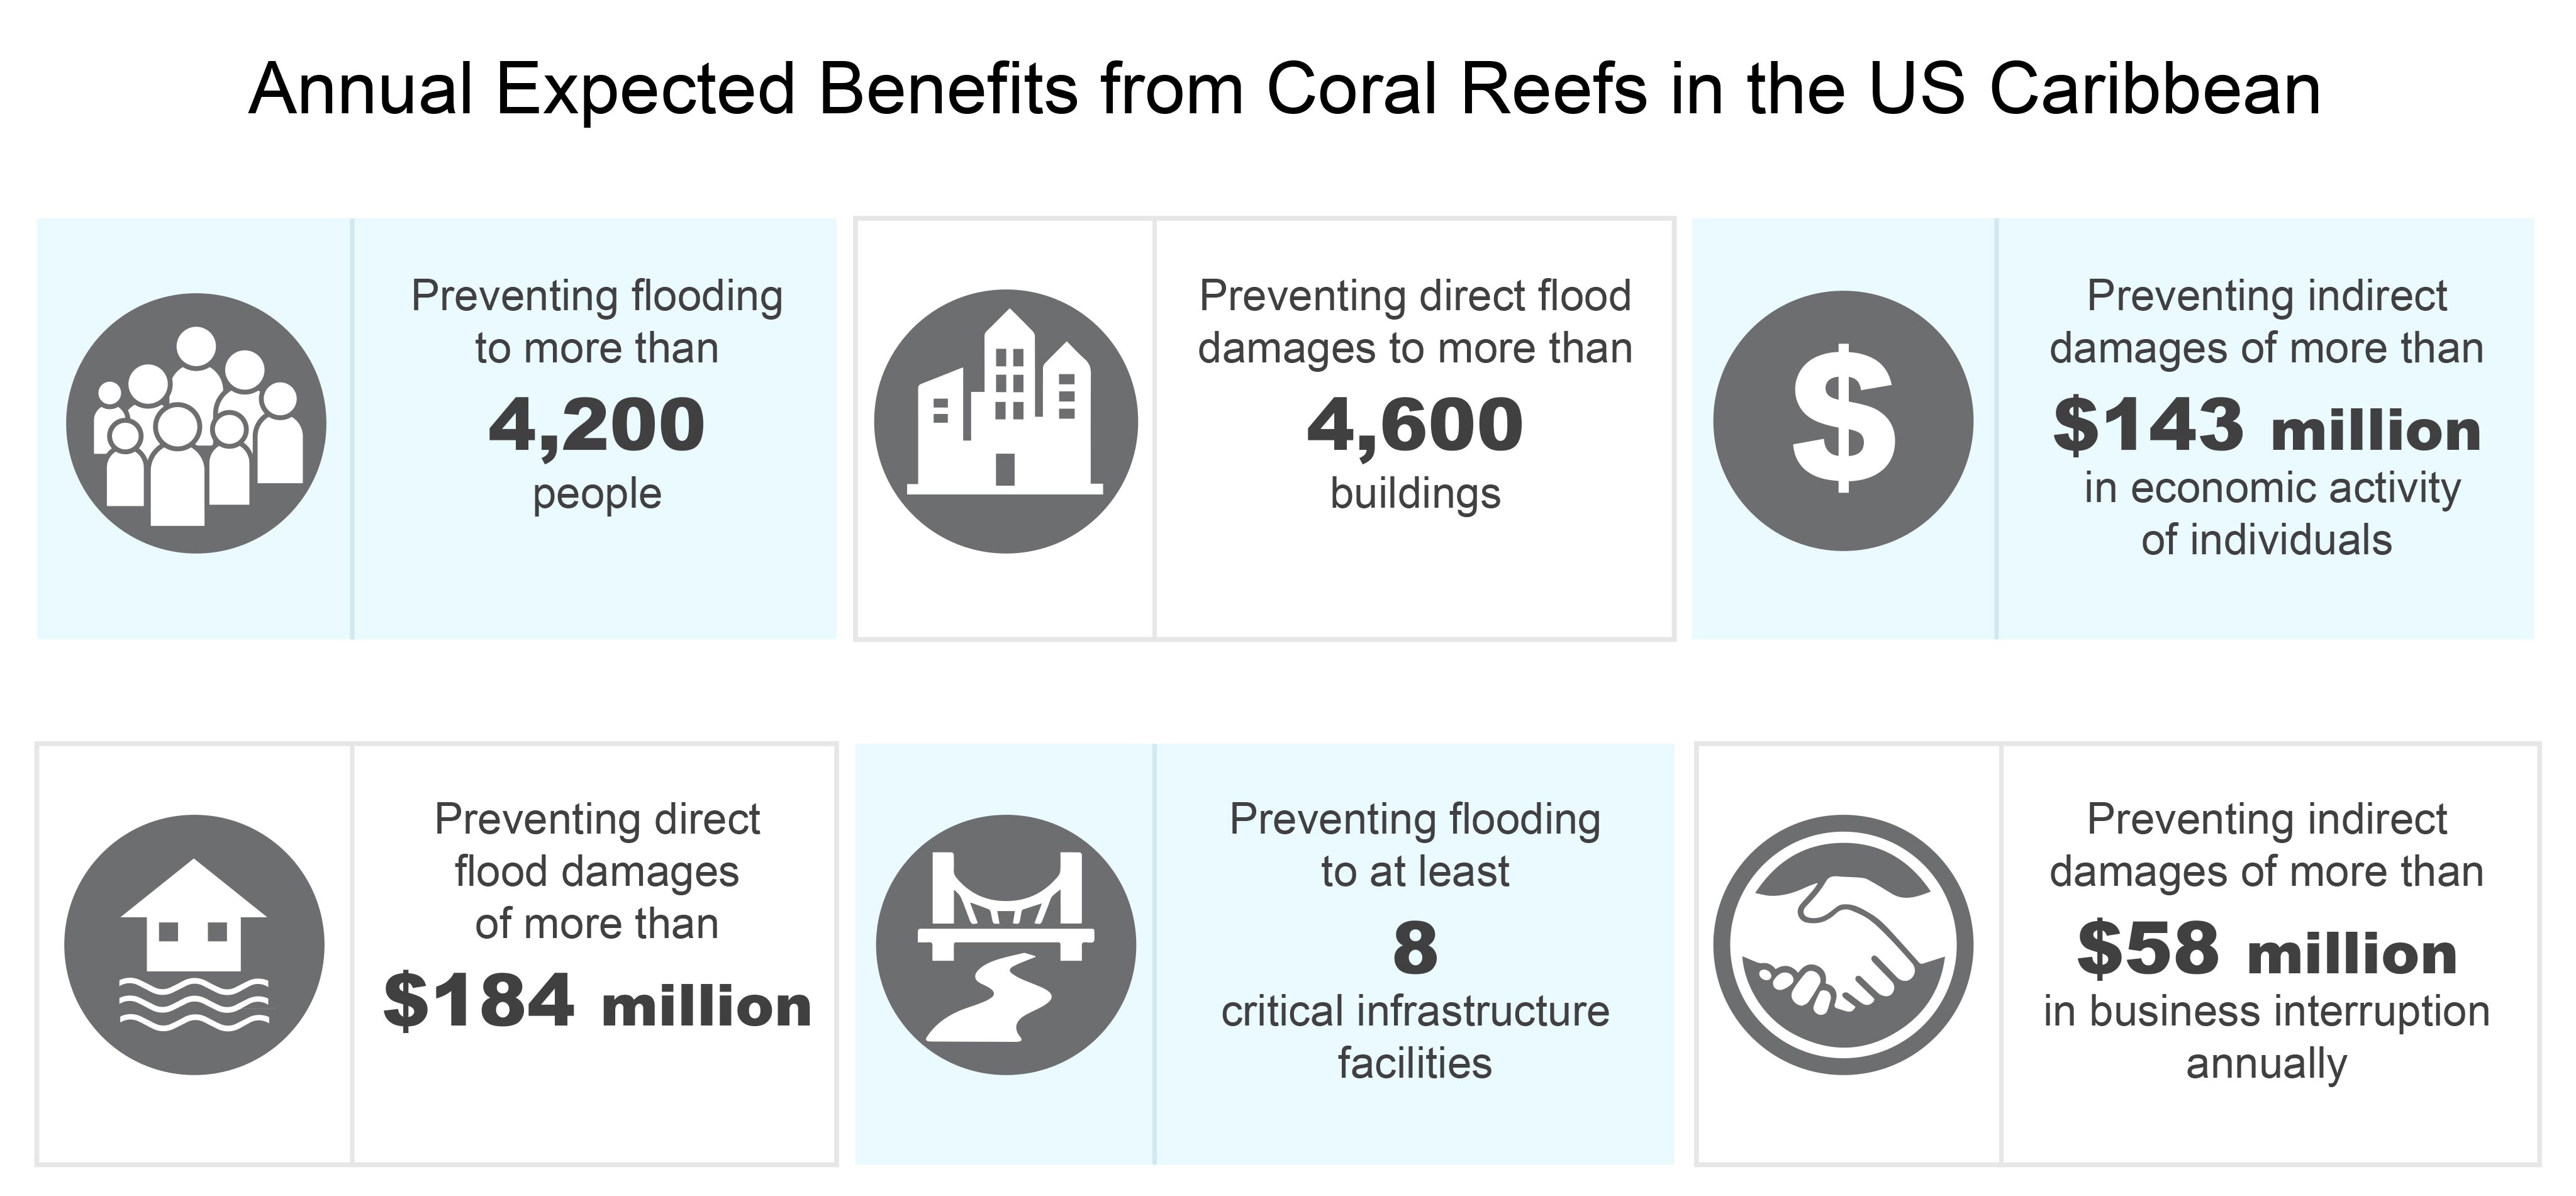 Annual Expected Benefits from Coral Reefs in the US Caribbean
Preventing flooding
to more than
4,200
people
Preventing direct flood
damages to more than
4,600
buildings
$
Preventing indirect
damages of more than
$143 million
in economic activity
of individuals
Preventing direct
flood damages
of more than
$184 million
Preventing flooding
to at least
8
critical infrastructure
facilities
Preventing indirect
damages of more than
$58 million
in business interruption
annually